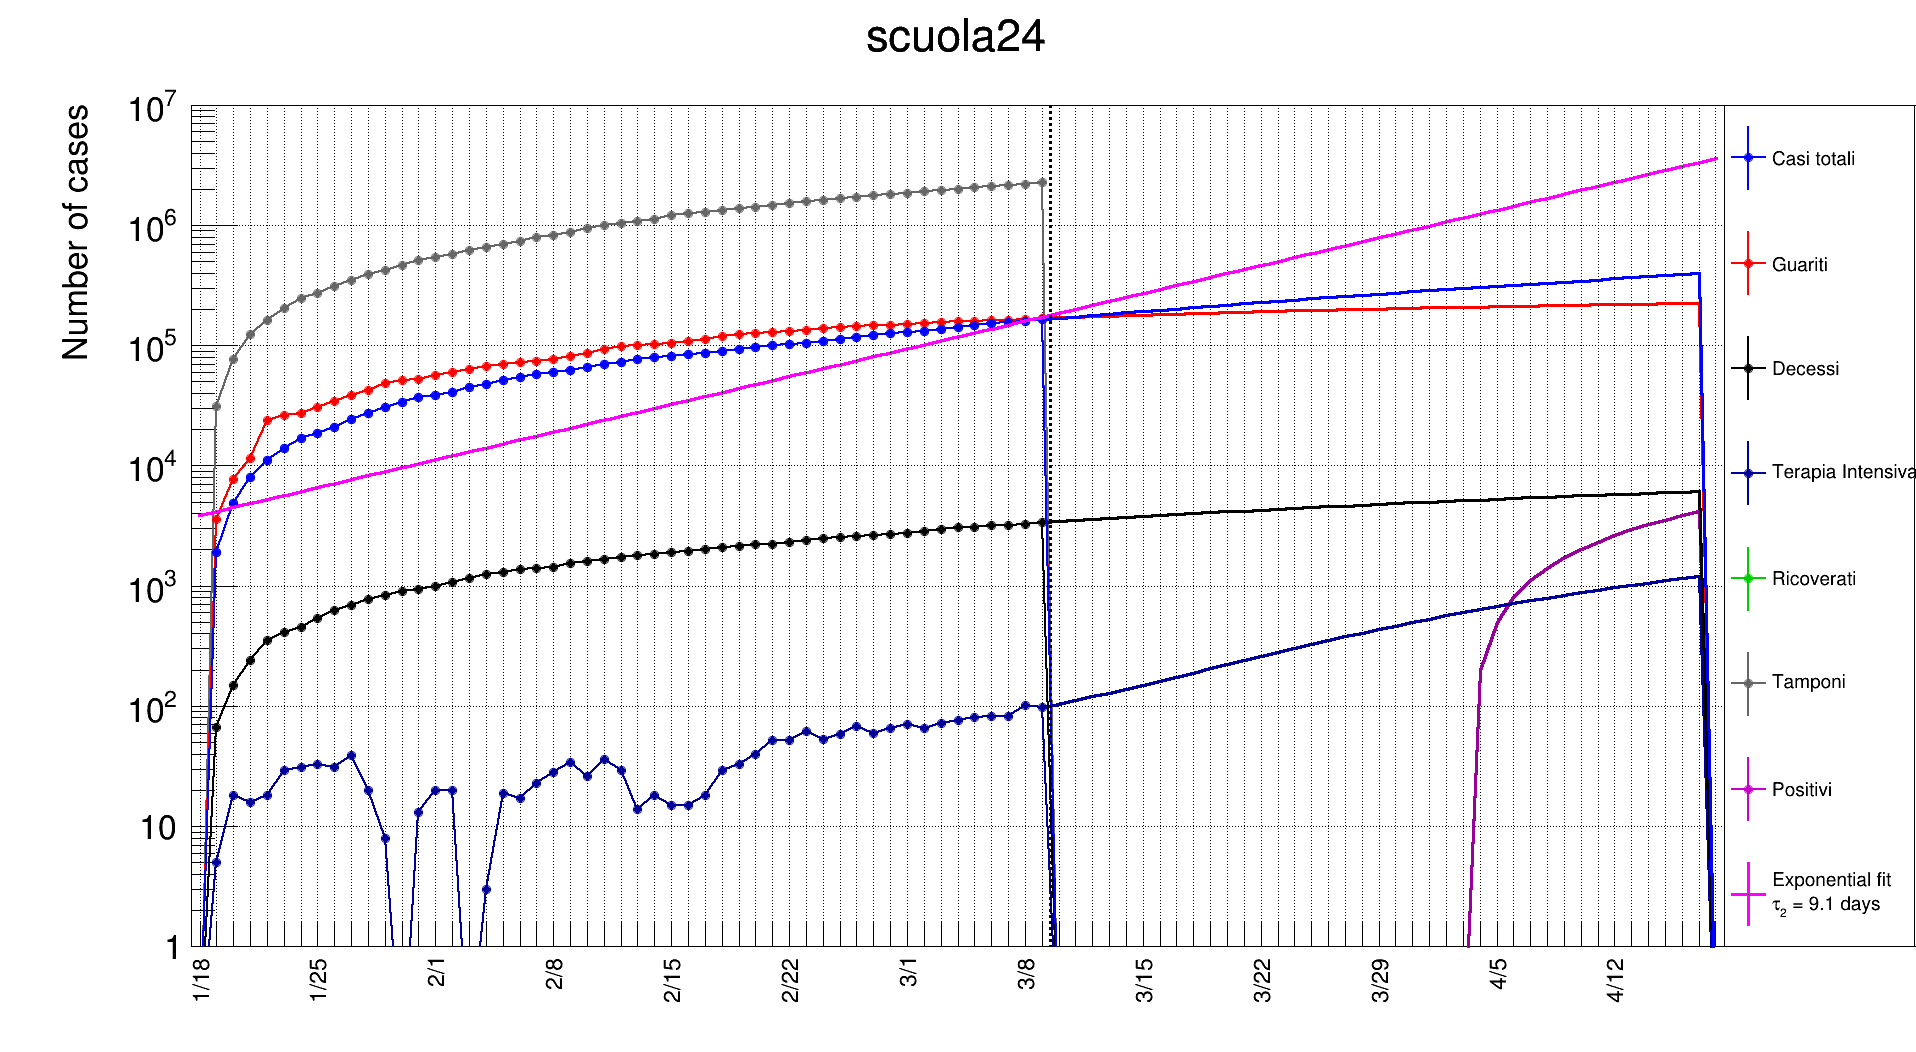 scuola24
Number of cases
10^7
10^6
10^5
10^4
10^3
10^2
10
1
1/18
1/25
2/1
2/8
2/15
2/22
3/1
3/8
3/15
3/22
3/29
4/5
4/12
Casi totali
Guariti
Decessi
Terapia Intensiva
Ricoverati
Tamponi
Positivi
Exponential fit
τ₂ = 9.1 days